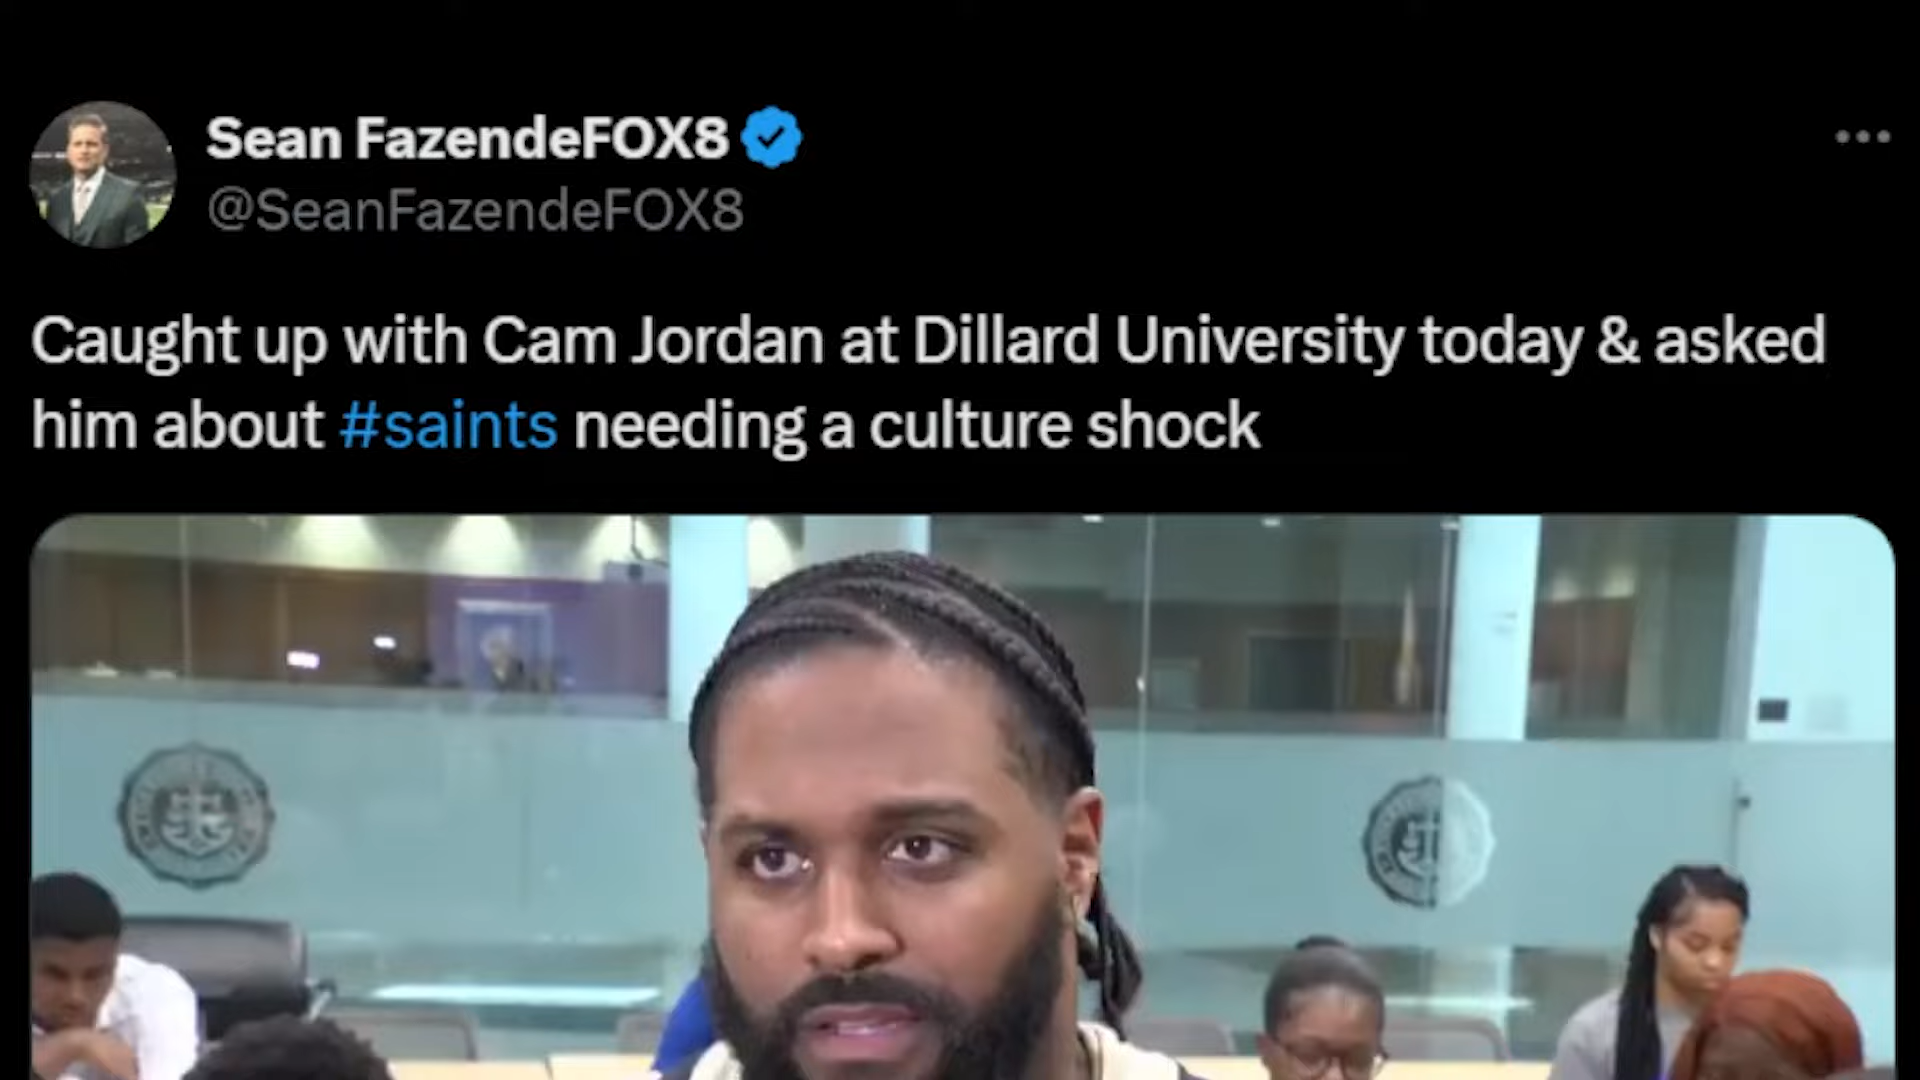 Sean FazendeFOX8
@SeanFazendeFOX8
Caught up with Cam Jordan at Dillard University today & asked
him about #saints needing a culture shock